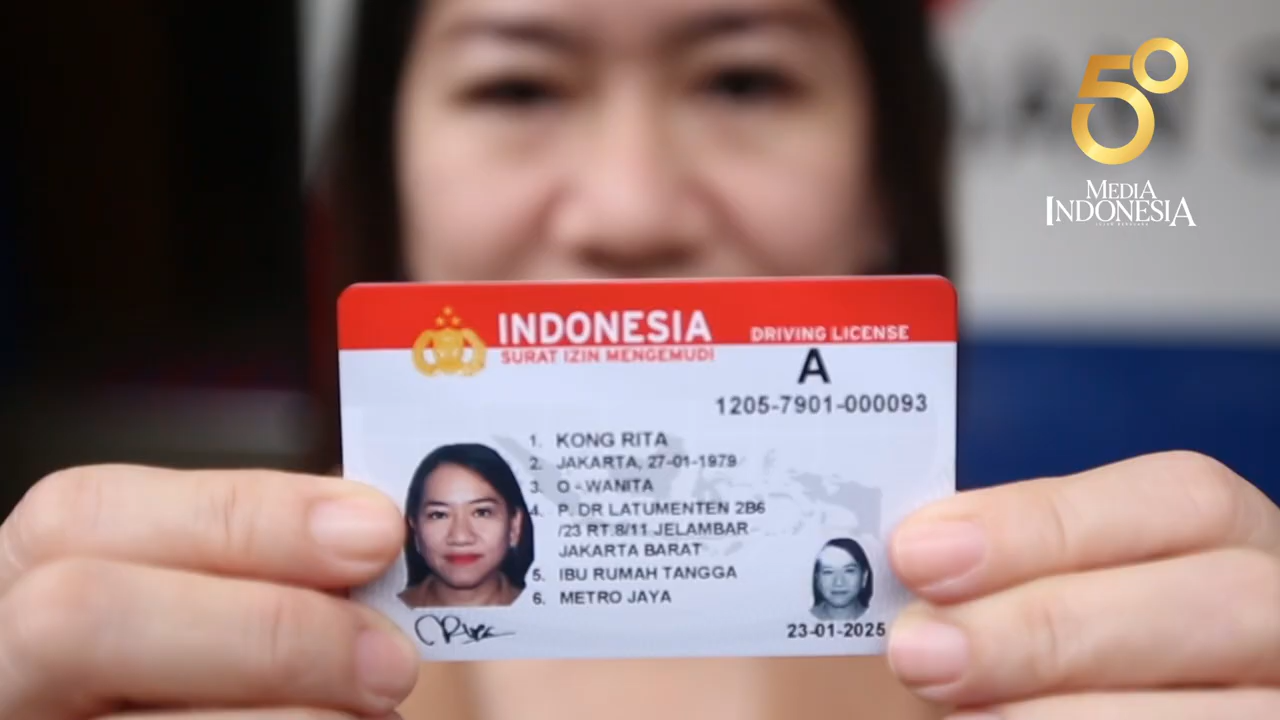 50
MEDIA
INDONESIA
INDONESIA
SURAT IZIN MENGEMUDI
DRIVING LICENSE
A
1205-7901-000093
1. KONG RITA
2. JAKARTA, 27-01-1979
3. O - WANITA
4. P. DR LATUMENTEN 2B6
/23 RT.8/11 JELAMBAR
JAKARTA BARAT
5. IBU RUMAH TANGGA
6. METRO JAYA
23-01-2025